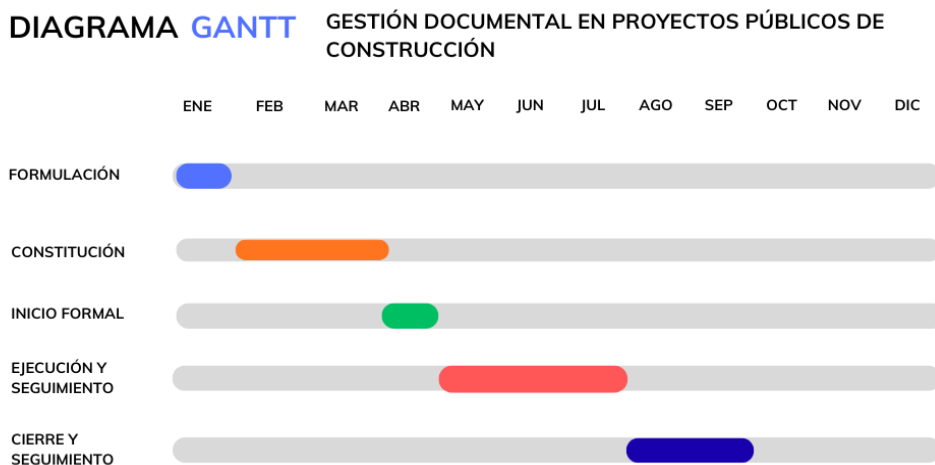 DIAGRAMA GANTT
GESTIÓN DOCUMENTAL EN PROYECTOS PÚBLICOS DE
CONSTRUCCIÓN
ENE FEB MAR ABR MAY JUN JUL AGO SEP OCT NOV DIC
FORMULACIÓN
CONSTITUCIÓN
INICIO FORMAL
EJECUCIÓN Y
SEGUIMIENTO
CIERRE Y
SEGUIMIENTO